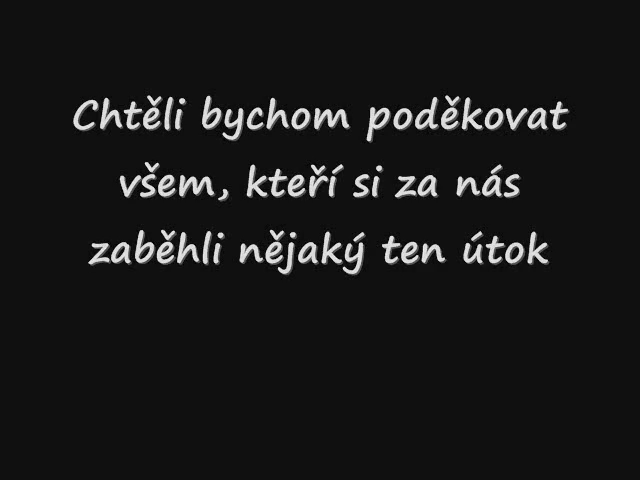 Chtěli bychom poděkovat
všem, kteří si za nás
zaběhli nějaký ten útok